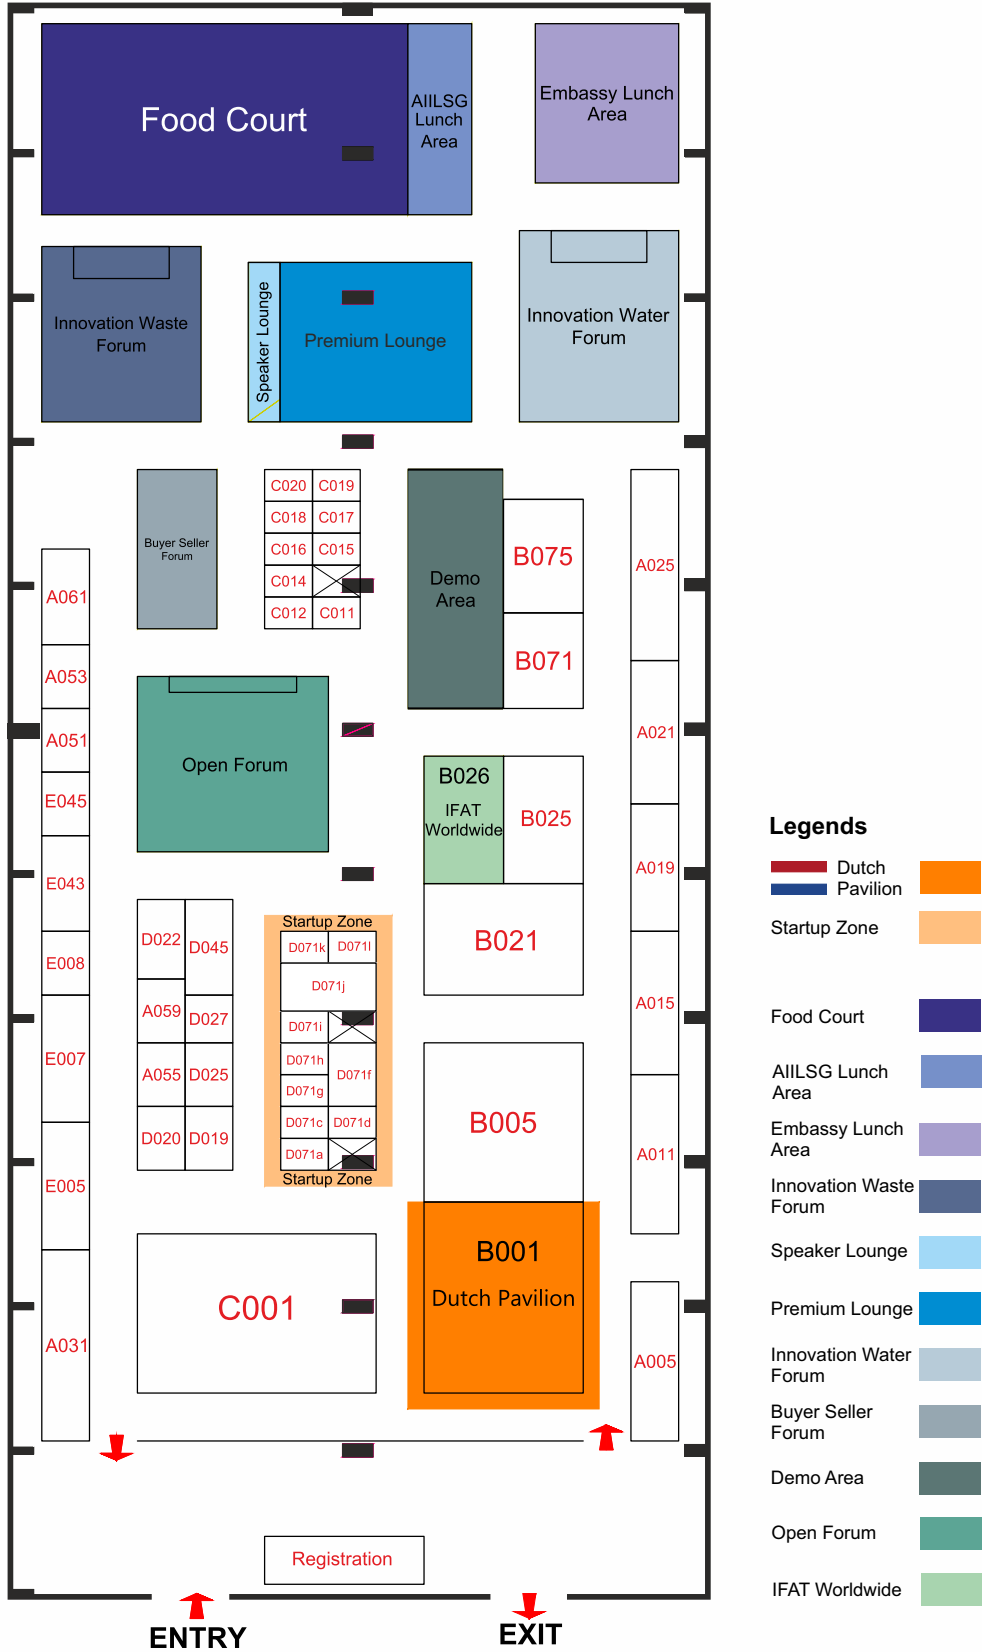 Food Court
AIILSG
Lunch
Area
Embassy Lunch
Area
Innovation Waste
Forum
Speaker Lounge
Premium Lounge
Innovation Water
Forum
Buyer Seller
Forum
C020 C019
C018 C017
C016 C015
C014
C012 C011
Demo
Area
B075
B071
A025
A021
A019
A015
A011
A005
A061
A053
A051
E045
E043
E008
E007
E005
A031
Open Forum
B026
IFAT
Worldwide
B025
B021
D022
D045
A059
D027
A055 D025
D020 D019
Startup Zone
D071k D071l
D071j
D071i
D071h
D071f
D071g
D071c D071d
D071a
Startup Zone
B005
B001
Dutch Pavilion
C001
Registration
ENTRY
EXIT
Legends
Dutch
Pavilion
Startup Zone
Food Court
AIILSG Lunch
Area
Embassy Lunch
Area
Innovation Waste
Forum
Speaker Lounge
Premium Lounge
Innovation Water
Forum
Buyer Seller
Forum
Demo Area
Open Forum
IFAT Worldwide